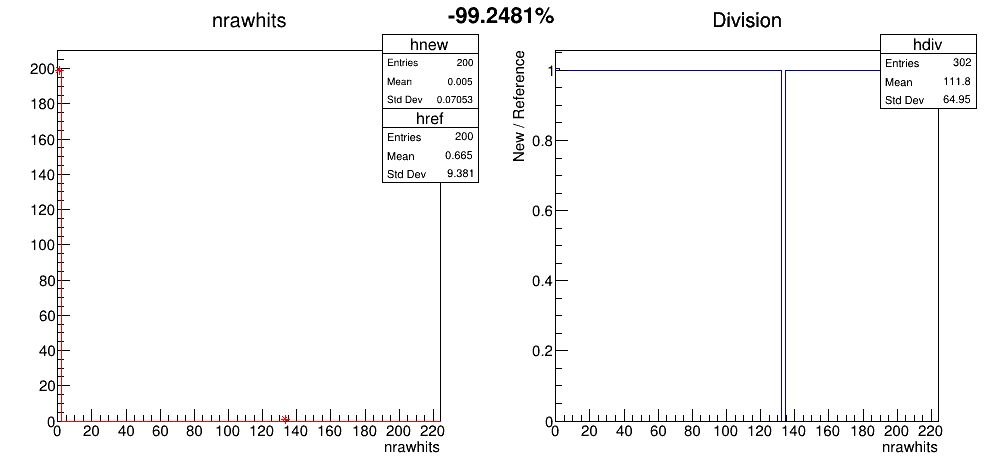 -99.2481%
nrawhits
hnew
Entries 200
Mean 0.005
Std Dev 0.07053
href
Entries 200
Mean 0.665
Std Dev 9.381
200
180
160
140
120
100
80
60
40
20
0
0 20 40 60 80 100 120 140 160 180 200 220
nrawhits
Division
hdiv
Entries 302
Mean 111.8
Std Dev 64.95
New / Reference
1
0.8
0.6
0.4
0.2
0
0 20 40 60 80 100 120 140 160 180 200 220
nrawhits